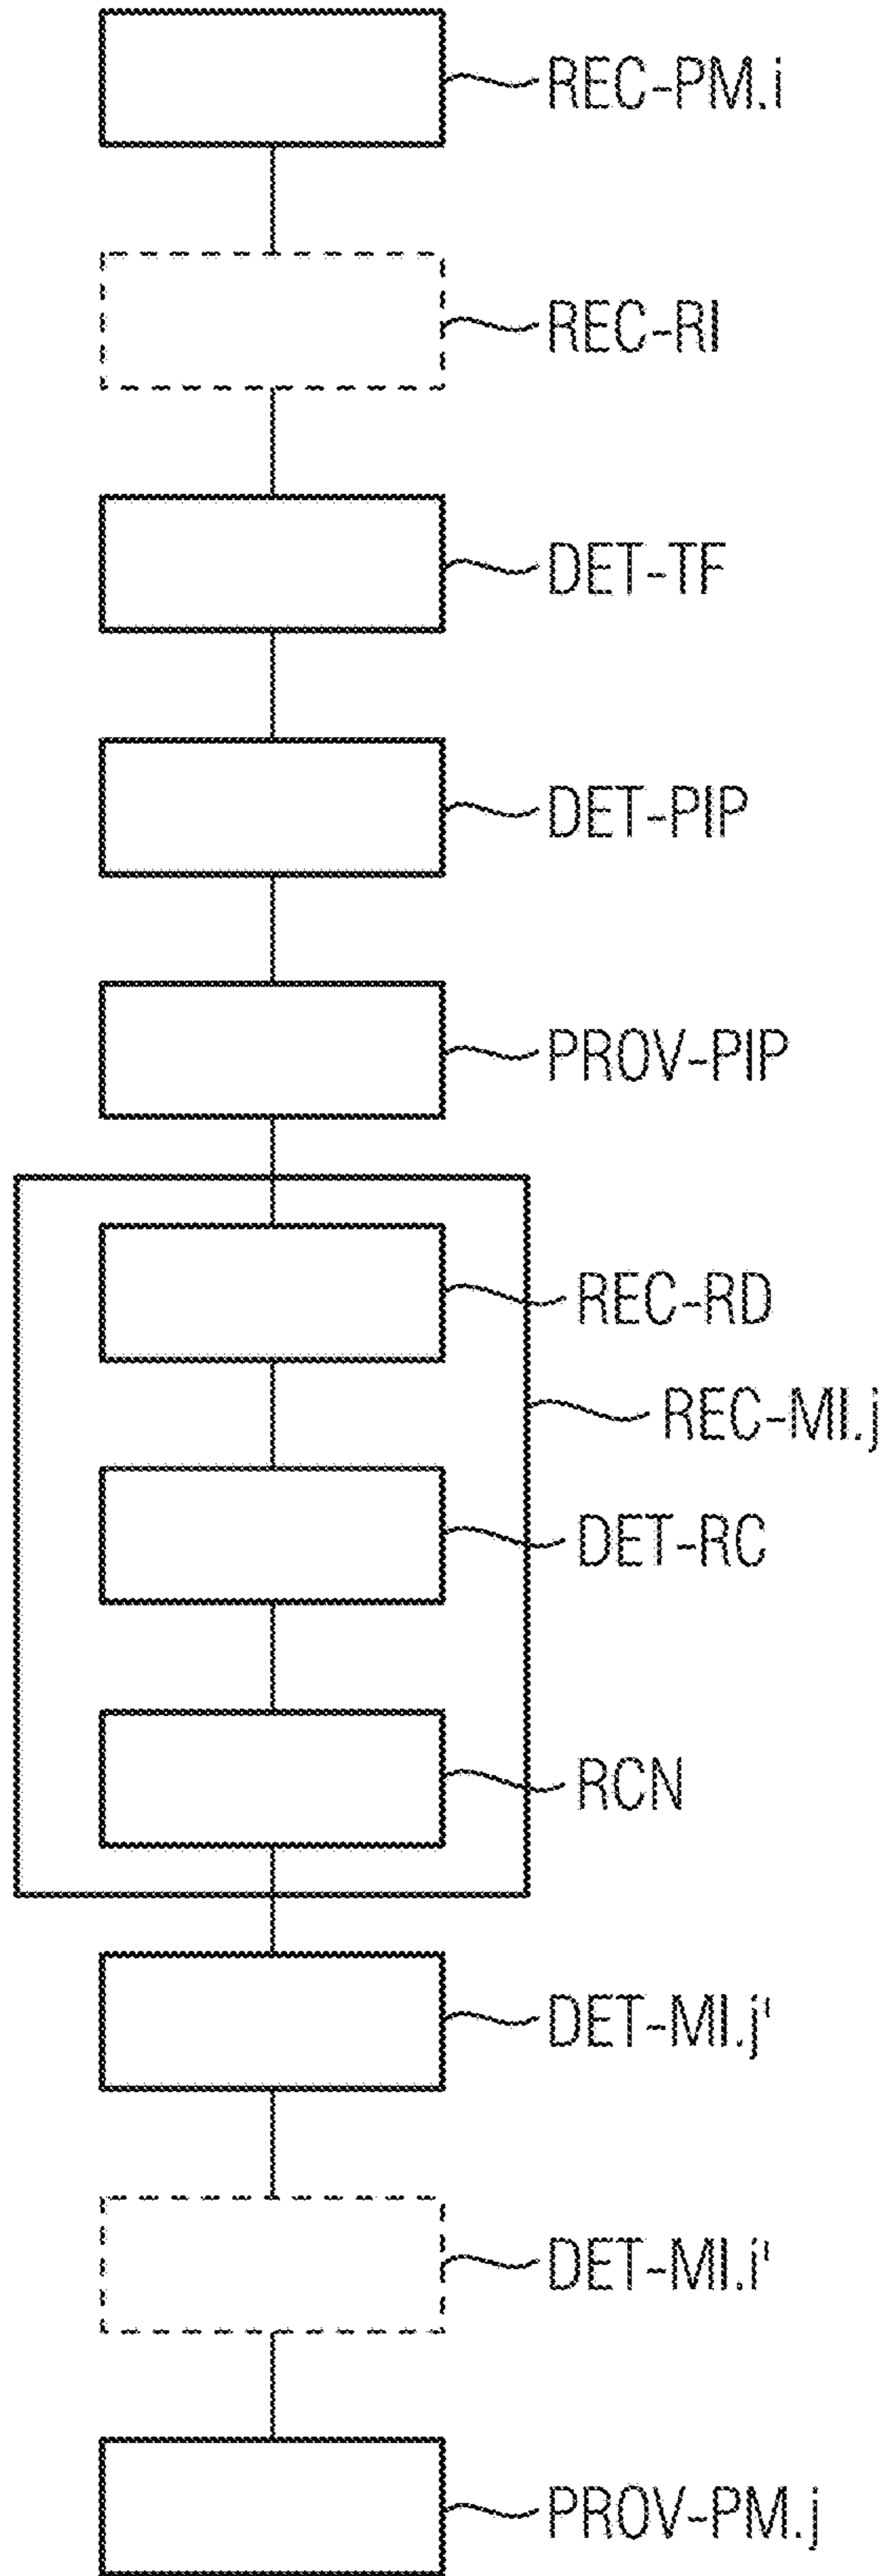 REC-PM.i
REC-RI
DET-TF
DET-PIP
PROV-PIP
REC-RD
REC-MI.j
DET-RC
RCN
DET-MI.j'
DET-MI.i'
PROV-PM.j